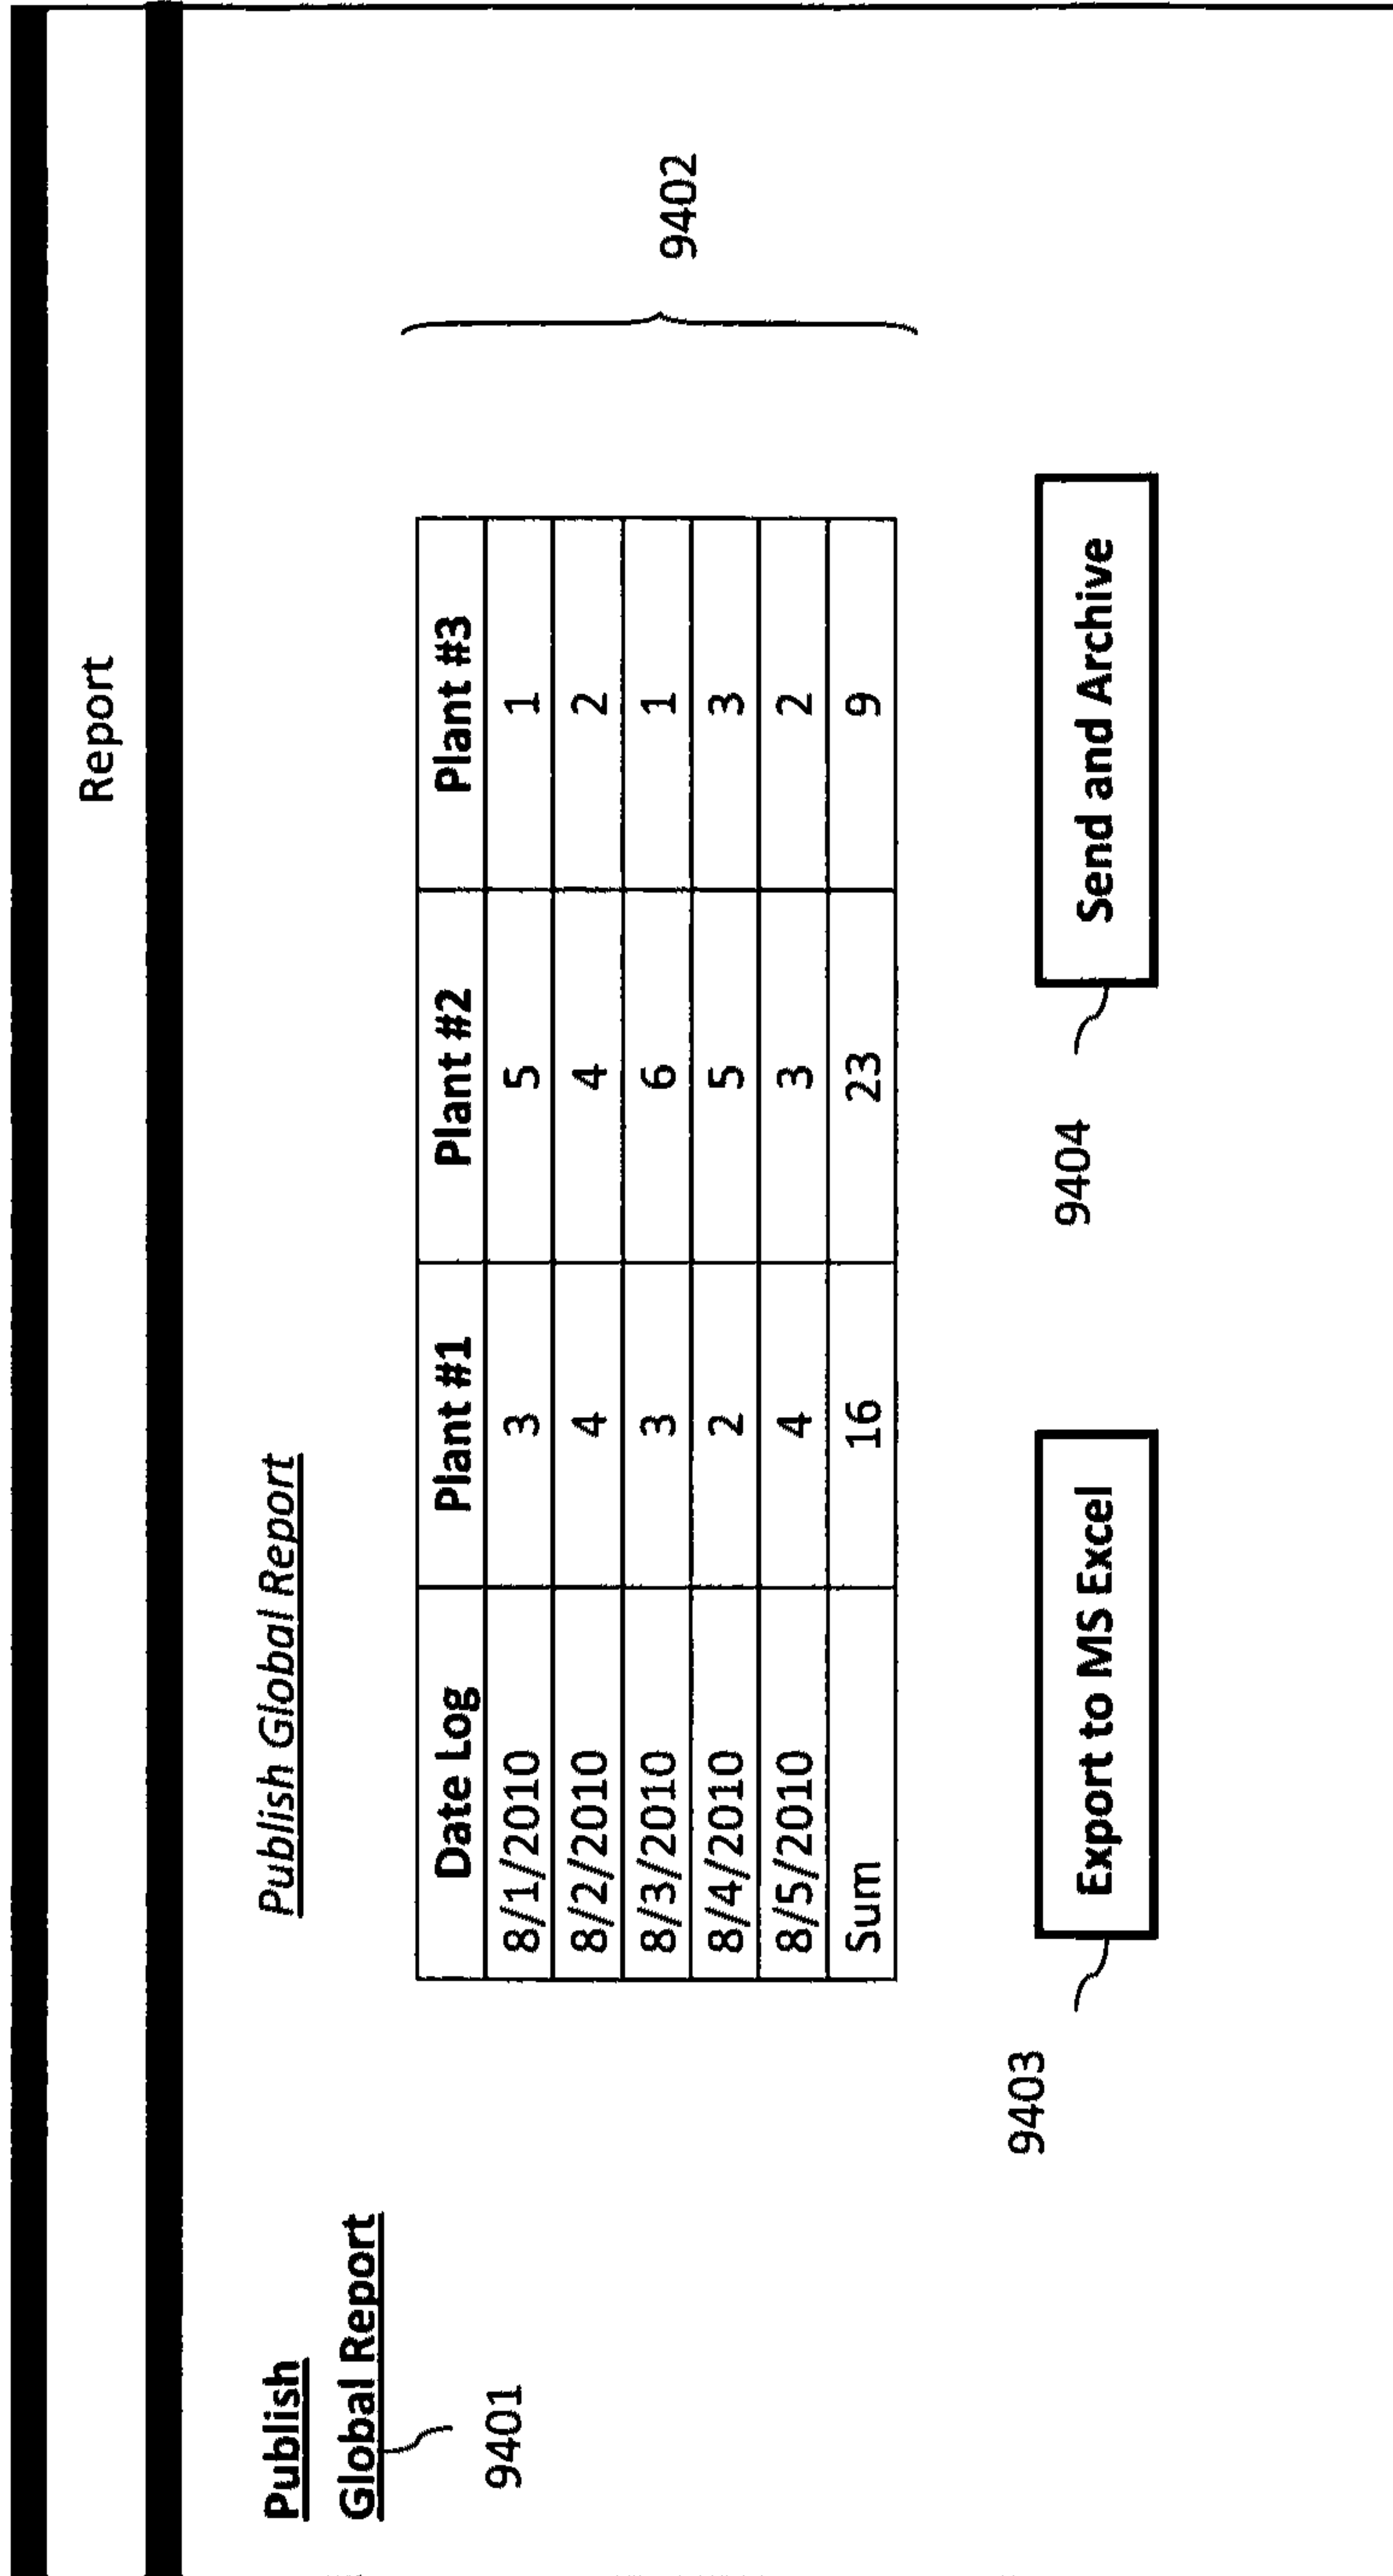 Report
Publish
Global Report
9401
Publish Global Report
Date Log Plant #1 Plant #2 Plant #3
8/1/2010 3 5 1
8/2/2010 4 4 2
8/3/2010 3 6 1
8/4/2010 2 5 3
8/5/2010 4 3 2
Sum 16 23 9
9402
9403
Export to MS Excel
9404
Send and Archive